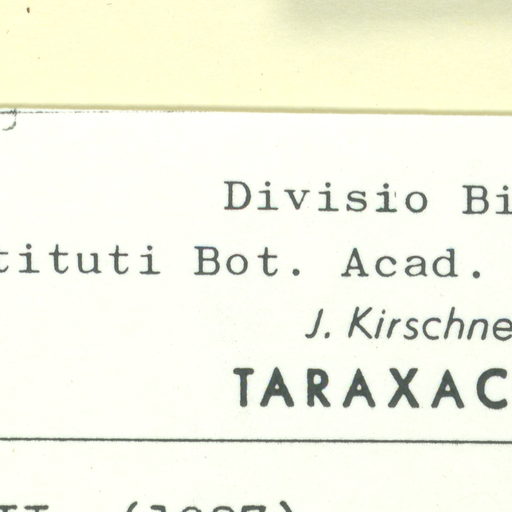 Divisio Bi
tituti Bot. Acad.
J. Kirschne
TARAXAC